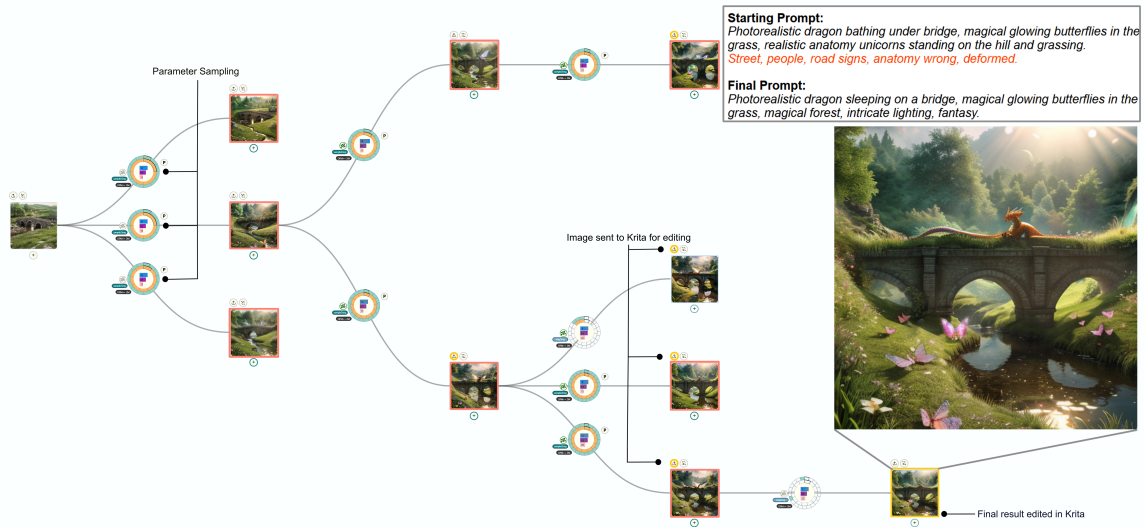 Starting Prompt:
Photorealistic dragon bathing under bridge, magical glowing butterflies in the
grass, realistic anatomy unicorns standing on the hill and grassing.
Street, people, road signs, anatomy wrong, deformed.
Final Prompt:
Photorealistic dragon sleeping on a bridge, magical glowing butterflies in the
grass, magical forest, intricate lighting, fantasy.
Parameter Sampling
P
P
P
P
P
Image sent to Krita for editing
P
P
P
Final result edited in Krita